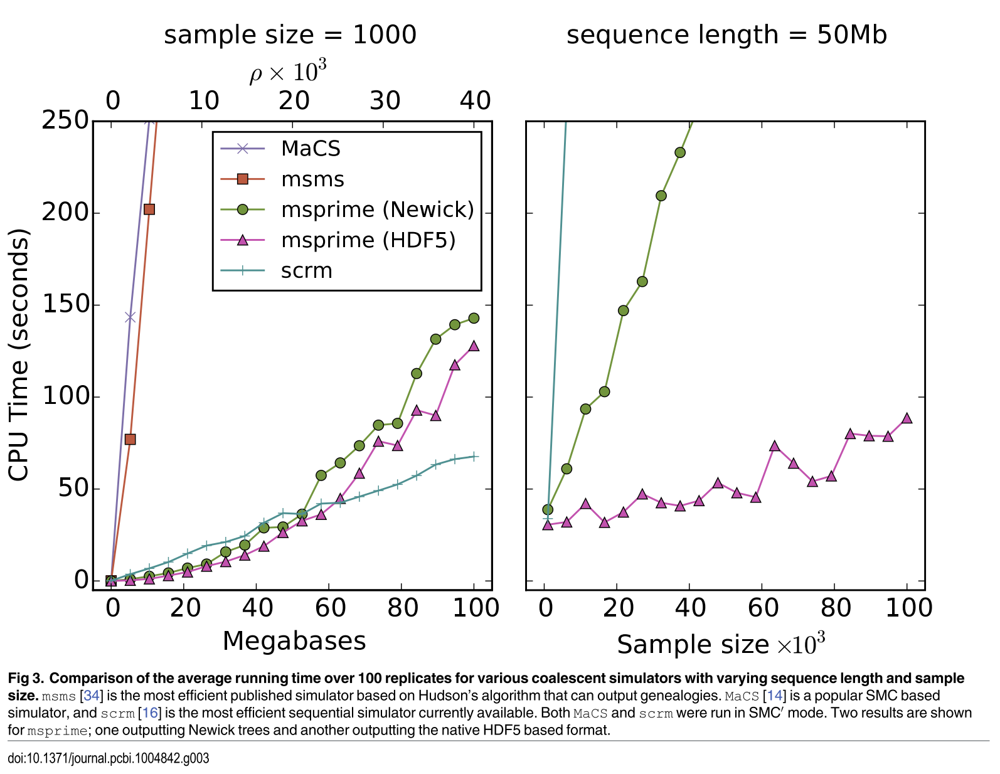 sample size = 1000
ρ × 10³
0 10 20 30 40
sequence length = 50Mb
250
200
150
100
50
0
CPU Time (seconds)
MaCS
msms
msprime (Newick)
msprime (HDF5)
scrm
0 20 40 60 80 100
Megabases
0 20 40 60 80 100
Sample size ×10³
Fig 3. Comparison of the average running time over 100 replicates for various coalescent simulators with varying sequence length and sample
size. msms [34] is the most efficient published simulator based on Hudson's algorithm that can output genealogies. MaCS [14] is a popular SMC based
simulator, and scrm [16] is the most efficient sequential simulator currently available. Both MaCS and scrm were run in SMC′ mode. Two results are shown
for msprime; one outputting Newick trees and another outputting the native HDF5 based format.
doi:10.1371/journal.pcbi.1004842.g003